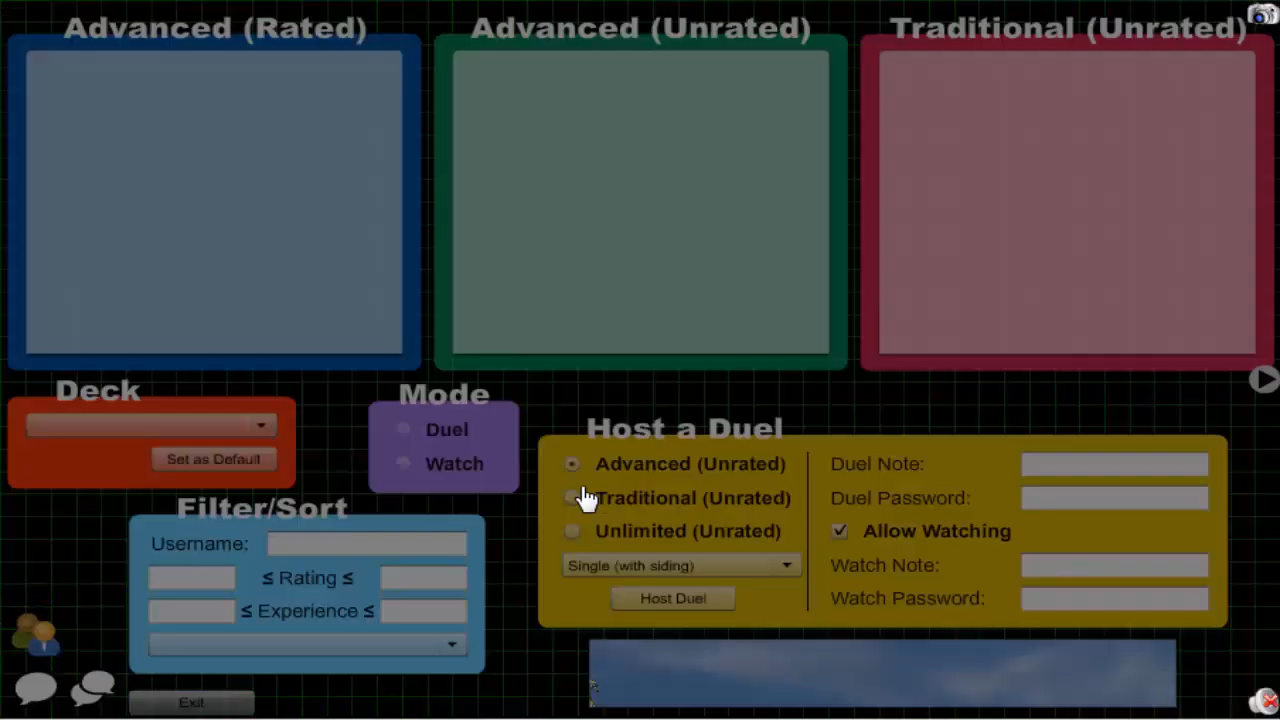 Advanced (Rated)
Advanced (Unrated)
Traditional (Unrated)
Deck
Set as Default
Mode
Duel
Watch
Filter/Sort
Username:
≤ Rating ≤
≤ Experience ≤
Exit
Host a Duel
Advanced (Unrated)
Traditional (Unrated)
Unlimited (Unrated)
Single (with siding)
Host Duel
Duel Note:
Duel Password:
Allow Watching
Watch Note:
Watch Password: